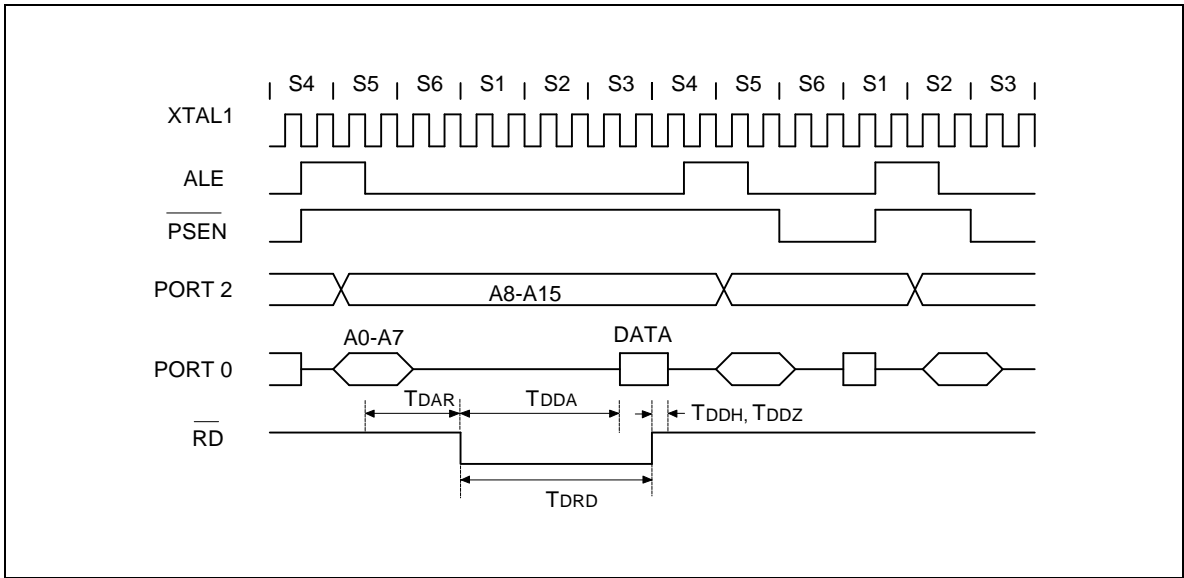 S4 S5 S6 S1 S2 S3 S4 S5 S6 S1 S2 S3
XTAL1
ALE
PSEN
PORT 2
A8-A15
A0-A7
DATA
PORT 0
TDAR
TDDA
TDDH, TDDZ
RD
TDRD